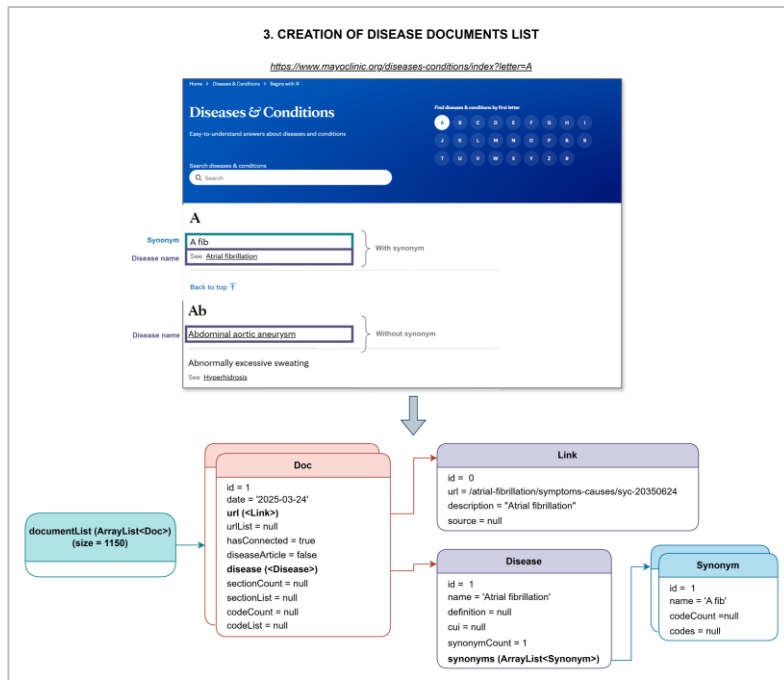 3. CREATION OF DISEASE DOCUMENTS LIST
https://www.mayoclinic.org/diseases-conditions/index?letter=A
Home > Diseases & Conditions > Begins with X
Diseases & Conditions
Easy-to-understand answers about diseases and conditions
Search diseases & conditions
Search
Find diseases & conditions by first letter
A B C D E F G H I
J K L M N O P R S
T U V W X Y Z #
A
Synonym
A fib
Disease name
See Atrial fibrillation
With synonym
Back to top
Ab
Disease name
Abdominal aortic aneurysm
Without synonym
Abnormally excessive sweating
See Hyperhidrosis
documentList (ArrayList<Doc>)
(size = 1150)
Doc
id = 1
date = '2025-03-24'
url (<Link>)
urlList = null
hasConnected = true
diseaseArticle = false
disease (<Disease>)
sectionCount = null
sectionList = null
codeCount = null
codeList = null
Link
id = 0
url = /atrial-fibrillation/symptoms-causes/syc-20350624
description = "Atrial fibrillation"
source = null
Disease
id = 1
name = 'Atrial fibrillation'
definition = null
cui = null
synonymCount = 1
synonyms (ArrayList<Synonym>)
Synonym
id = 1
name = 'A fib'
codeCount =null
codes = null